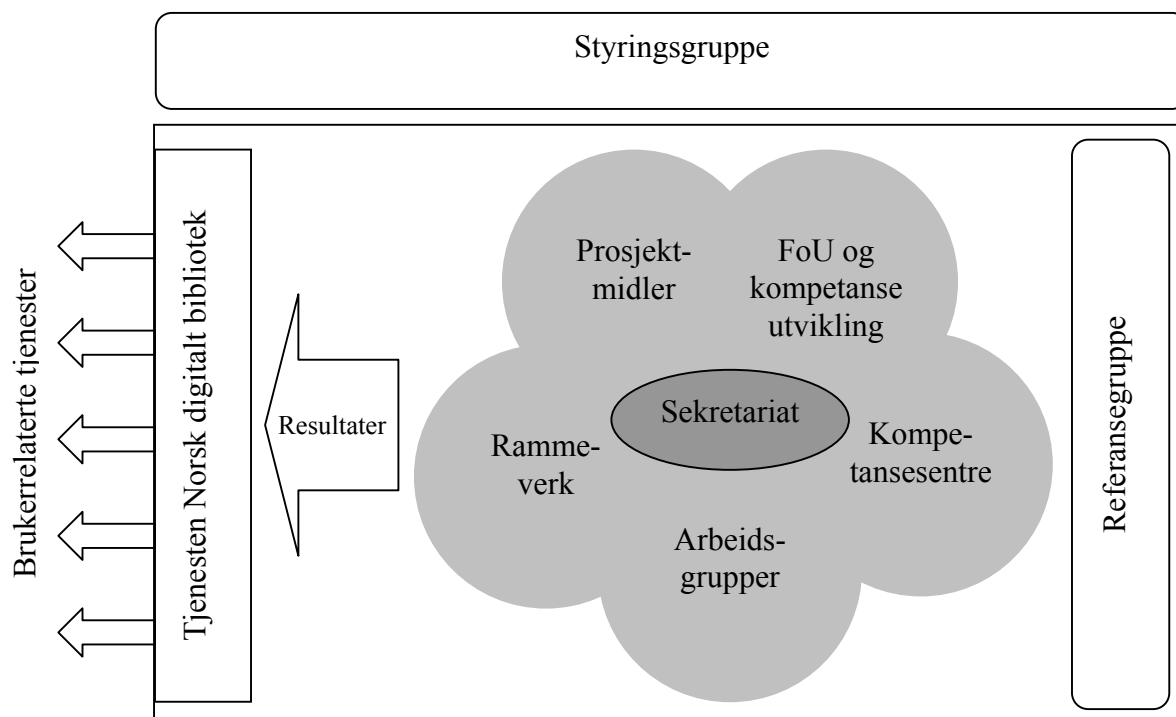 Styringsgruppe
Brukerrelaterte tjenester
Tjenesten Norsk digitalt bibliotek
Resultater
Prosjekt-
midler
FoU og
kompetanse
utvikling
Sekretariat
Ramme-
verk
Kompe-
tansesentre
Arbeids-
grupper
Referansegruppe